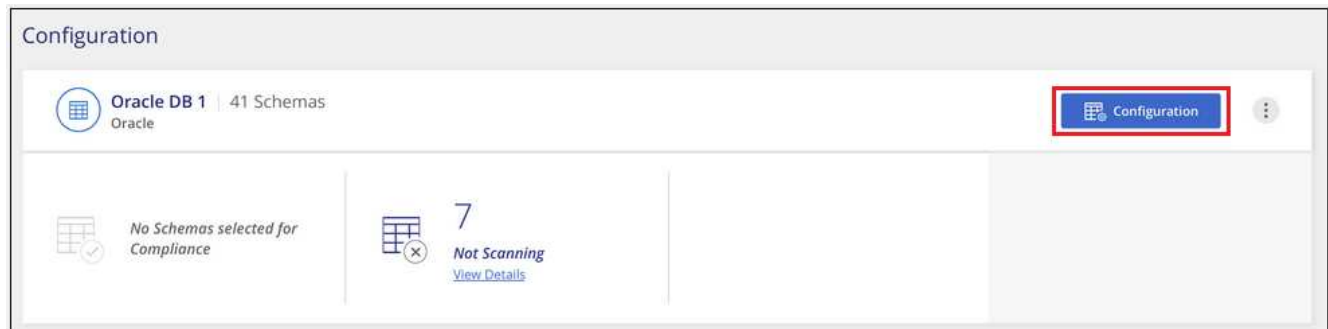 Configuration
Oracle DB 1 | 41 Schemas
Oracle
Configuration
No Schemas selected for
Compliance
7
Not Scanning
View Details